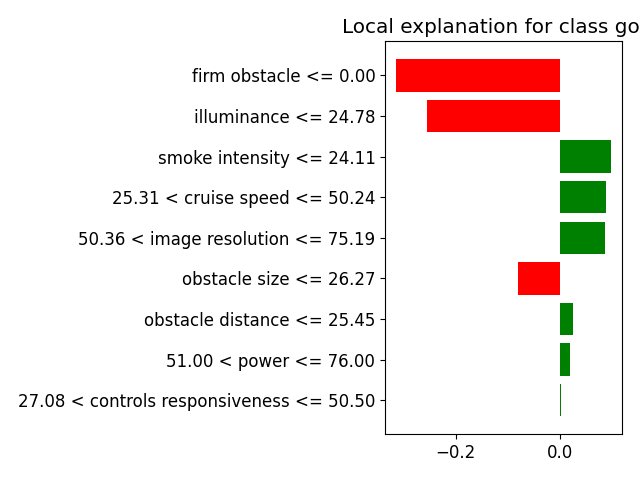 Local explanation for class go
firm obstacle <= 0.00
illuminance <= 24.78
smoke intensity <= 24.11
25.31 < cruise speed <= 50.24
50.36 < image resolution <= 75.19
obstacle size <= 26.27
obstacle distance <= 25.45
51.00 < power <= 76.00
27.08 < controls responsiveness <= 50.50
−0.2 0.0